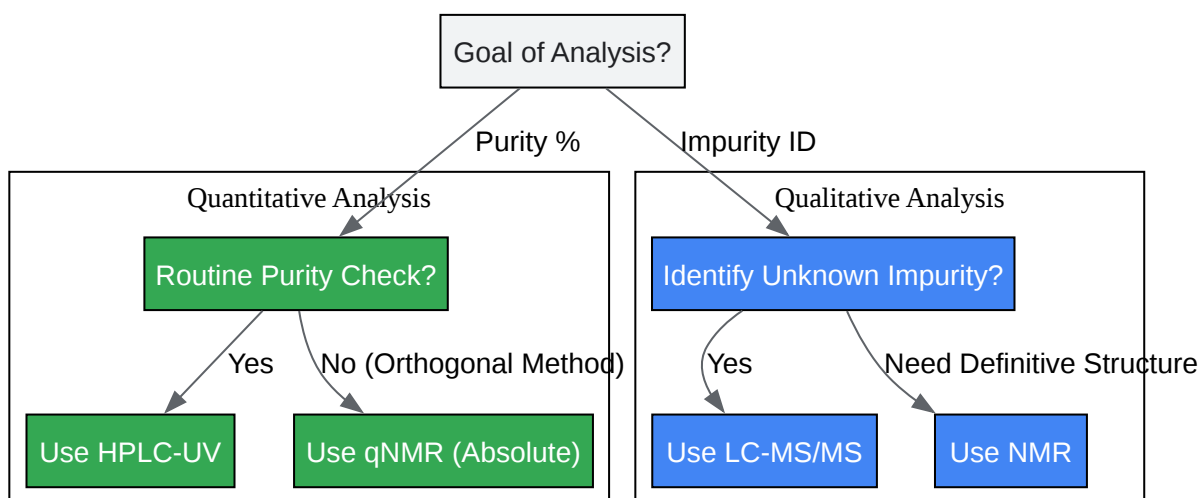 Goal of Analysis?
Purity %
Impurity ID
Quantitative Analysis
Qualitative Analysis
Routine Purity Check?
Identify Unknown Impurity?
Yes
No (Orthogonal Method)
Yes
Need Definitive Structure
Use HPLC-UV
Use qNMR (Absolute)
Use LC-MS/MS
Use NMR